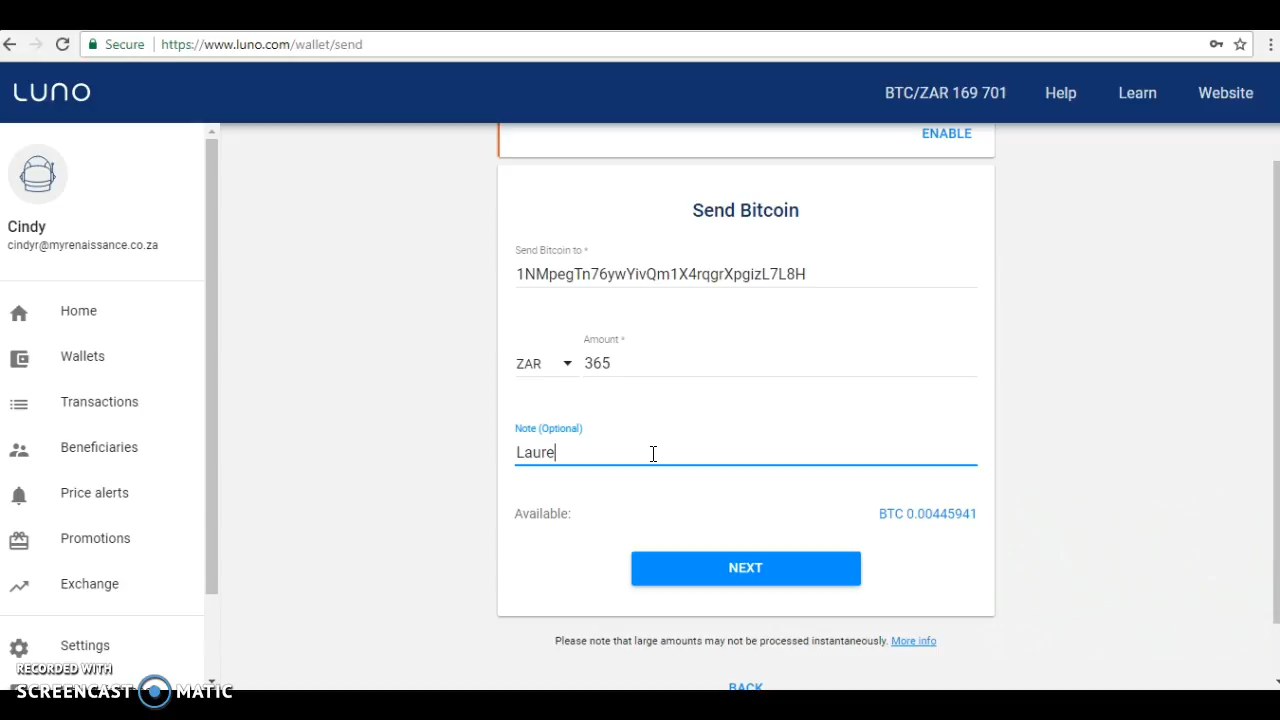 Secure https://www.luno.com/wallet/send
LUNO
BTC/ZAR 169 701 Help Learn Website
ENABLE
Cindy
cindyr@myrenaissance.co.za
Home
Wallets
Transactions
Beneficiaries
Price alerts
Promotions
Exchange
Settings
Send Bitcoin
Send Bitcoin to *
1NMpegTn76ywYivQm1X4rqgrXpgizL7L8H
Amount *
ZAR 365
Note (Optional)
Laure
Available: BTC 0.00445941
NEXT
Please note that large amounts may not be processed instantaneously. More info
BACK
RECORDED WITH
SCREENCAST MATIC